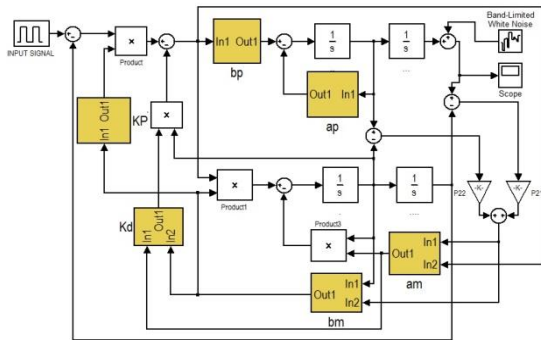 Band-Limited
White Noise
INPUT SIGNAL
×
Product
In1 Out1
bp
1
s
1
s
Scope
In1 Out1
KP
×
Out1 In1
ap
×
Product1
1
s
1
s
P22
-K-
-K-
P21
Kd
Out1
In1 In2
×
Product3
Out1 In1
In2
am
Out1 In1
In2
bm